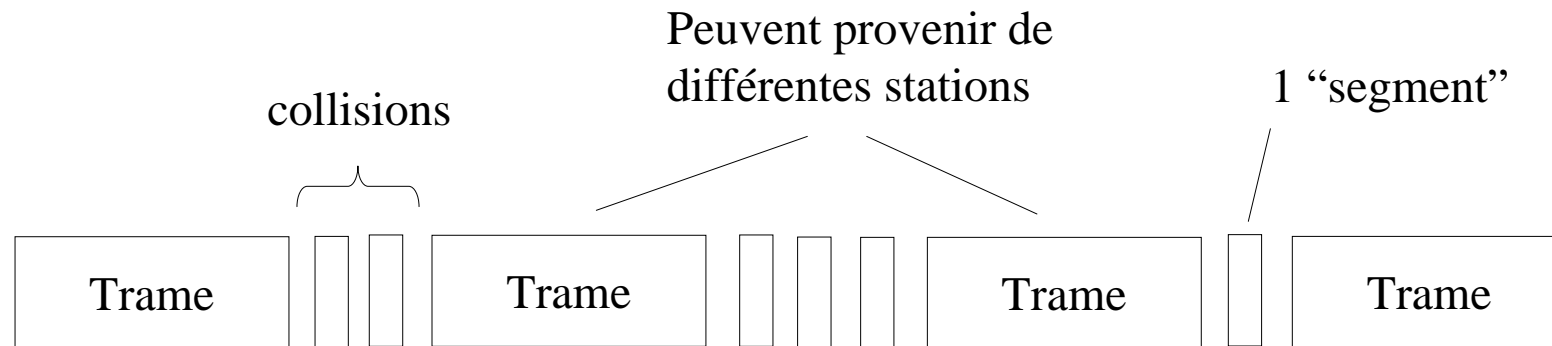 Peuvent provenir de
différentes stations
1 “segment”
collisions
Trame
Trame
Trame
Trame